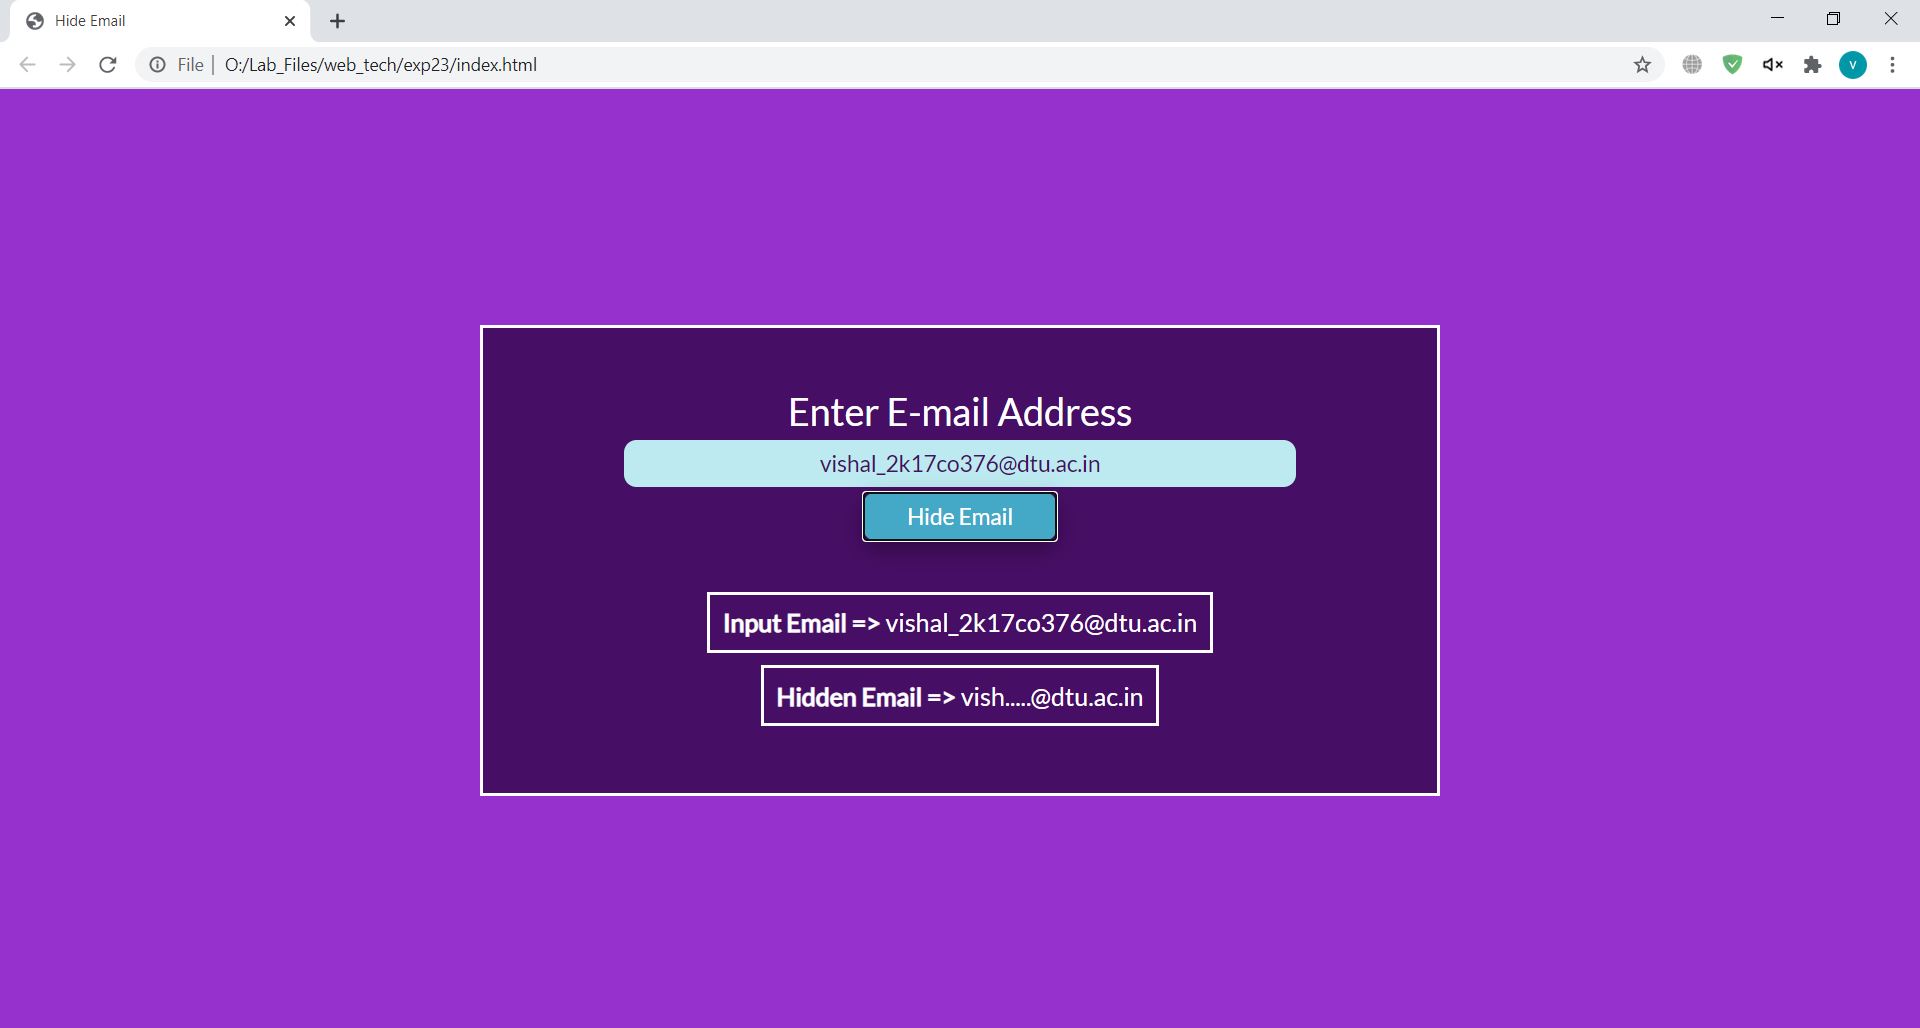 Hide Email
File | O:/Lab_Files/web_tech/exp23/index.html
V
Enter E-mail Address
vishal_2k17co376@dtu.ac.in
Hide Email
Input Email => vishal_2k17co376@dtu.ac.in
Hidden Email => vish.....@dtu.ac.in